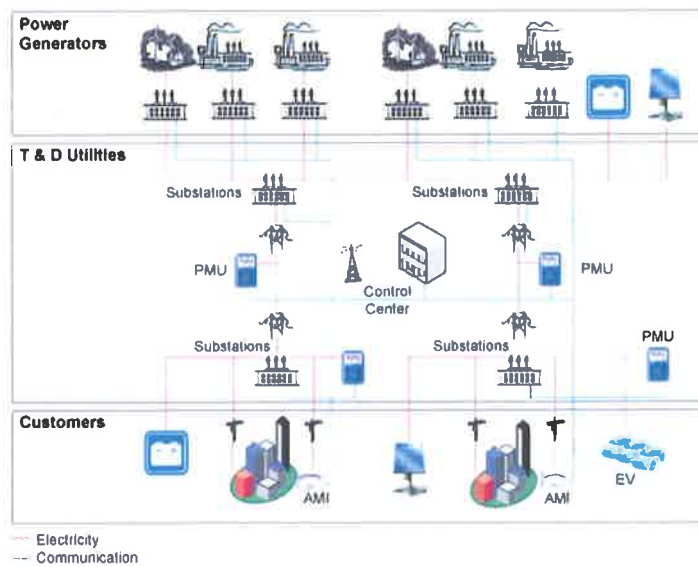 Power
Generators
T & D Utilities
Substations
Substations
PMU
PMU
Control
Center
Substations
Substations
PMU
Customers
AMI
AMI
EV
Electricity
Communication